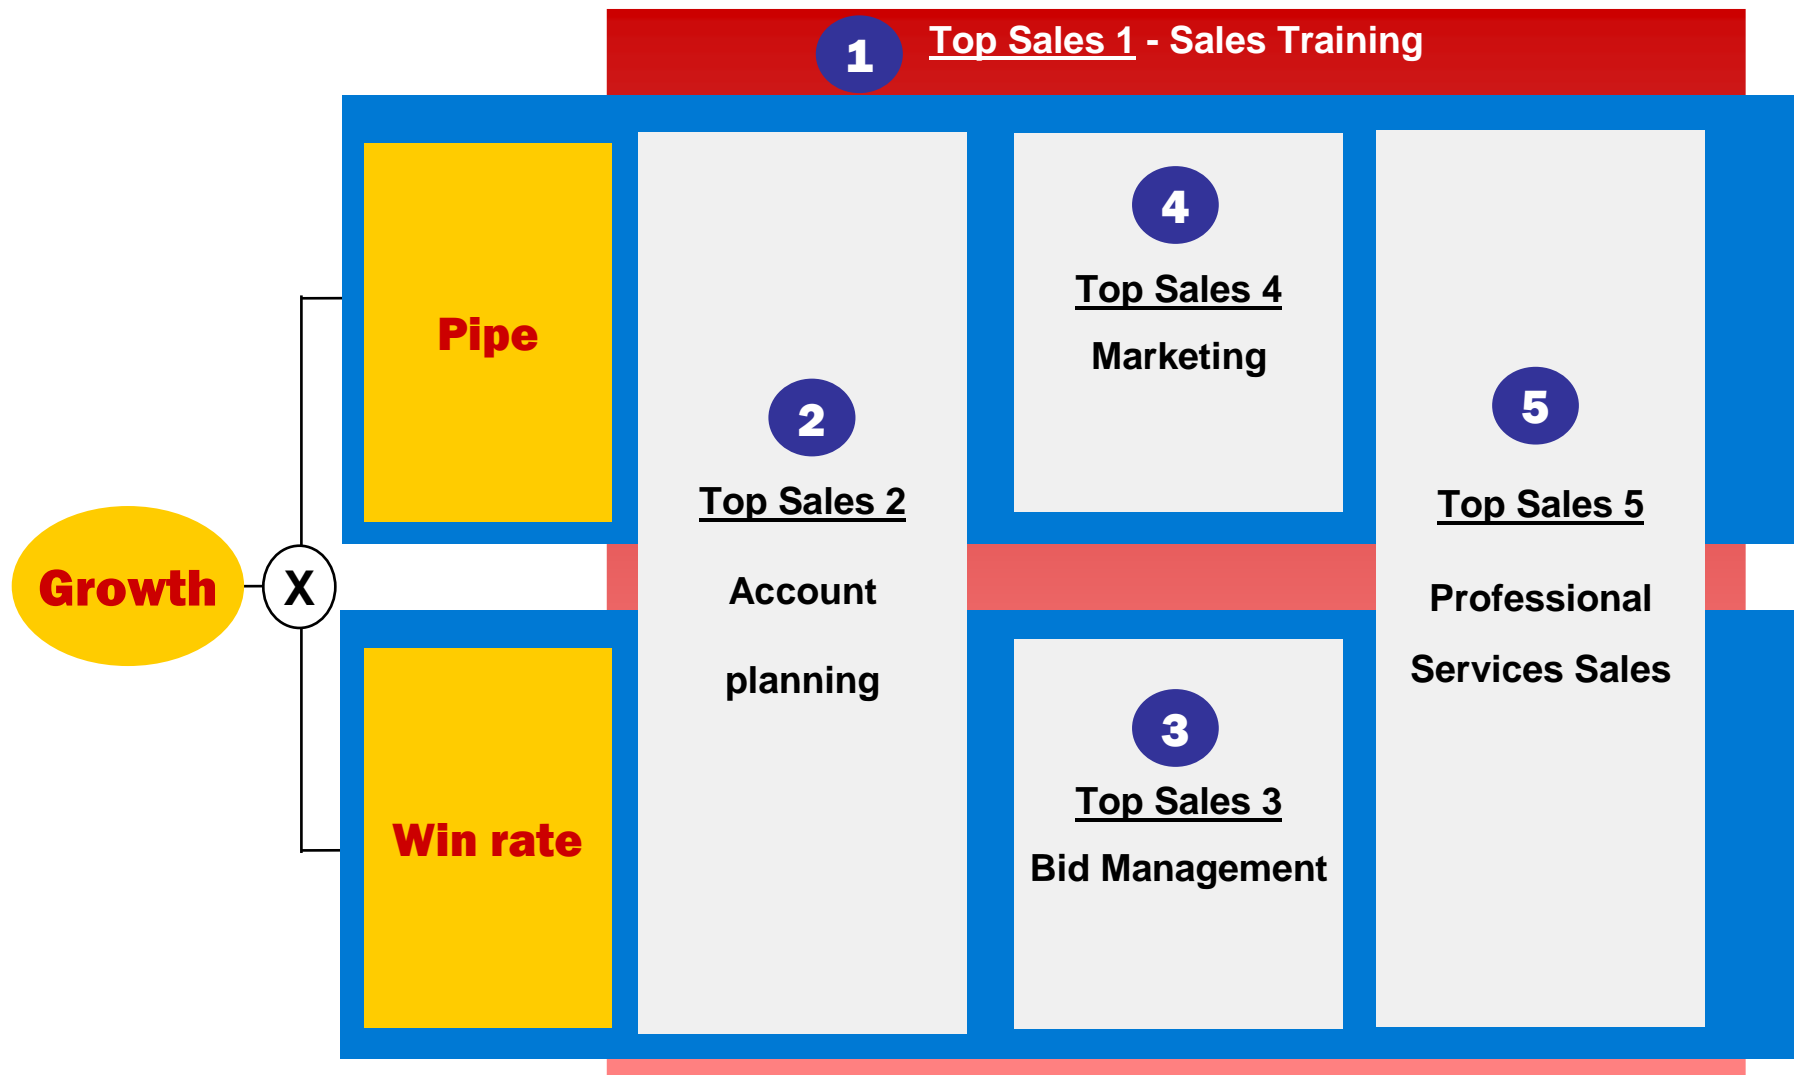 1
Top Sales 1 - Sales Training
Pipe
2
Top Sales 2
Account
planning
4
Top Sales 4
Marketing
5
Top Sales 5
Professional
Services Sales
Growth
X
Win rate
3
Top Sales 3
Bid Management